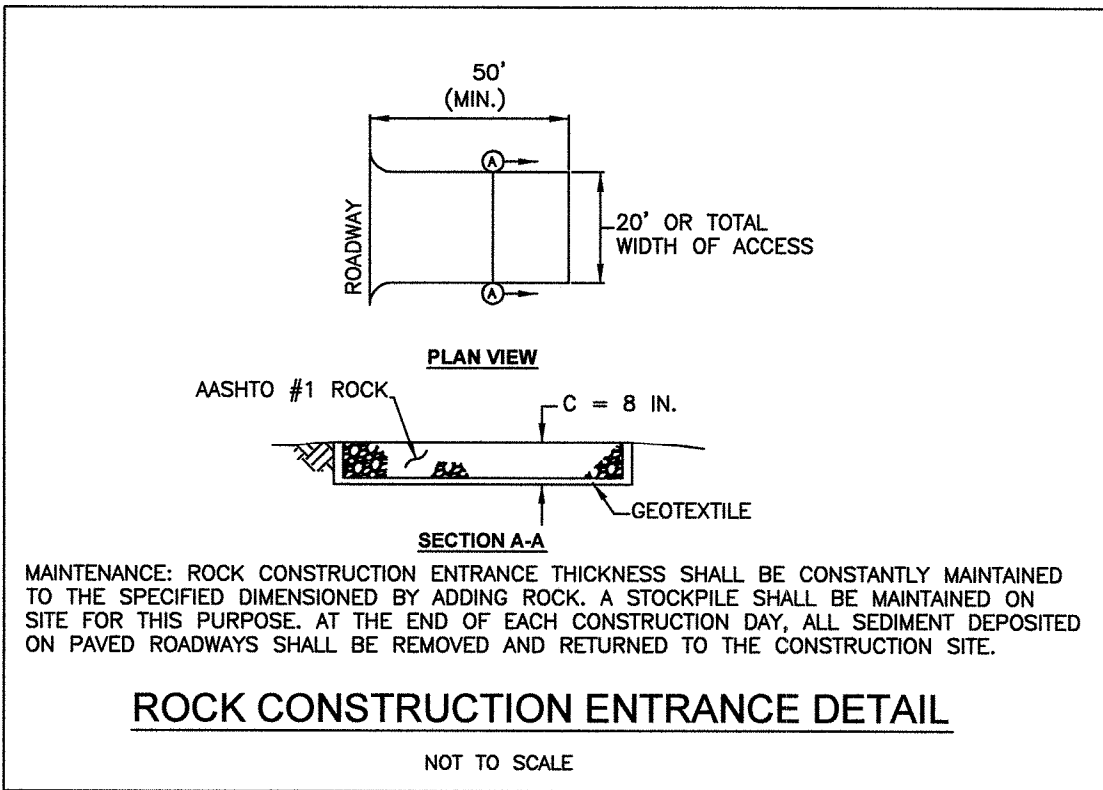 50'
(MIN.)
A
ROADWAY
20' OR TOTAL
WIDTH OF ACCESS
A
PLAN VIEW
AASHTO #1 ROCK
C = 8 IN.
GEOTEXTILE
SECTION A-A
MAINTENANCE: ROCK CONSTRUCTION ENTRANCE THICKNESS SHALL BE CONSTANTLY MAINTAINED
TO THE SPECIFIED DIMENSIONED BY ADDING ROCK. A STOCKPILE SHALL BE MAINTAINED ON
SITE FOR THIS PURPOSE. AT THE END OF EACH CONSTRUCTION DAY, ALL SEDIMENT DEPOSITED
ON PAVED ROADWAYS SHALL BE REMOVED AND RETURNED TO THE CONSTRUCTION SITE.
ROCK CONSTRUCTION ENTRANCE DETAIL
NOT TO SCALE